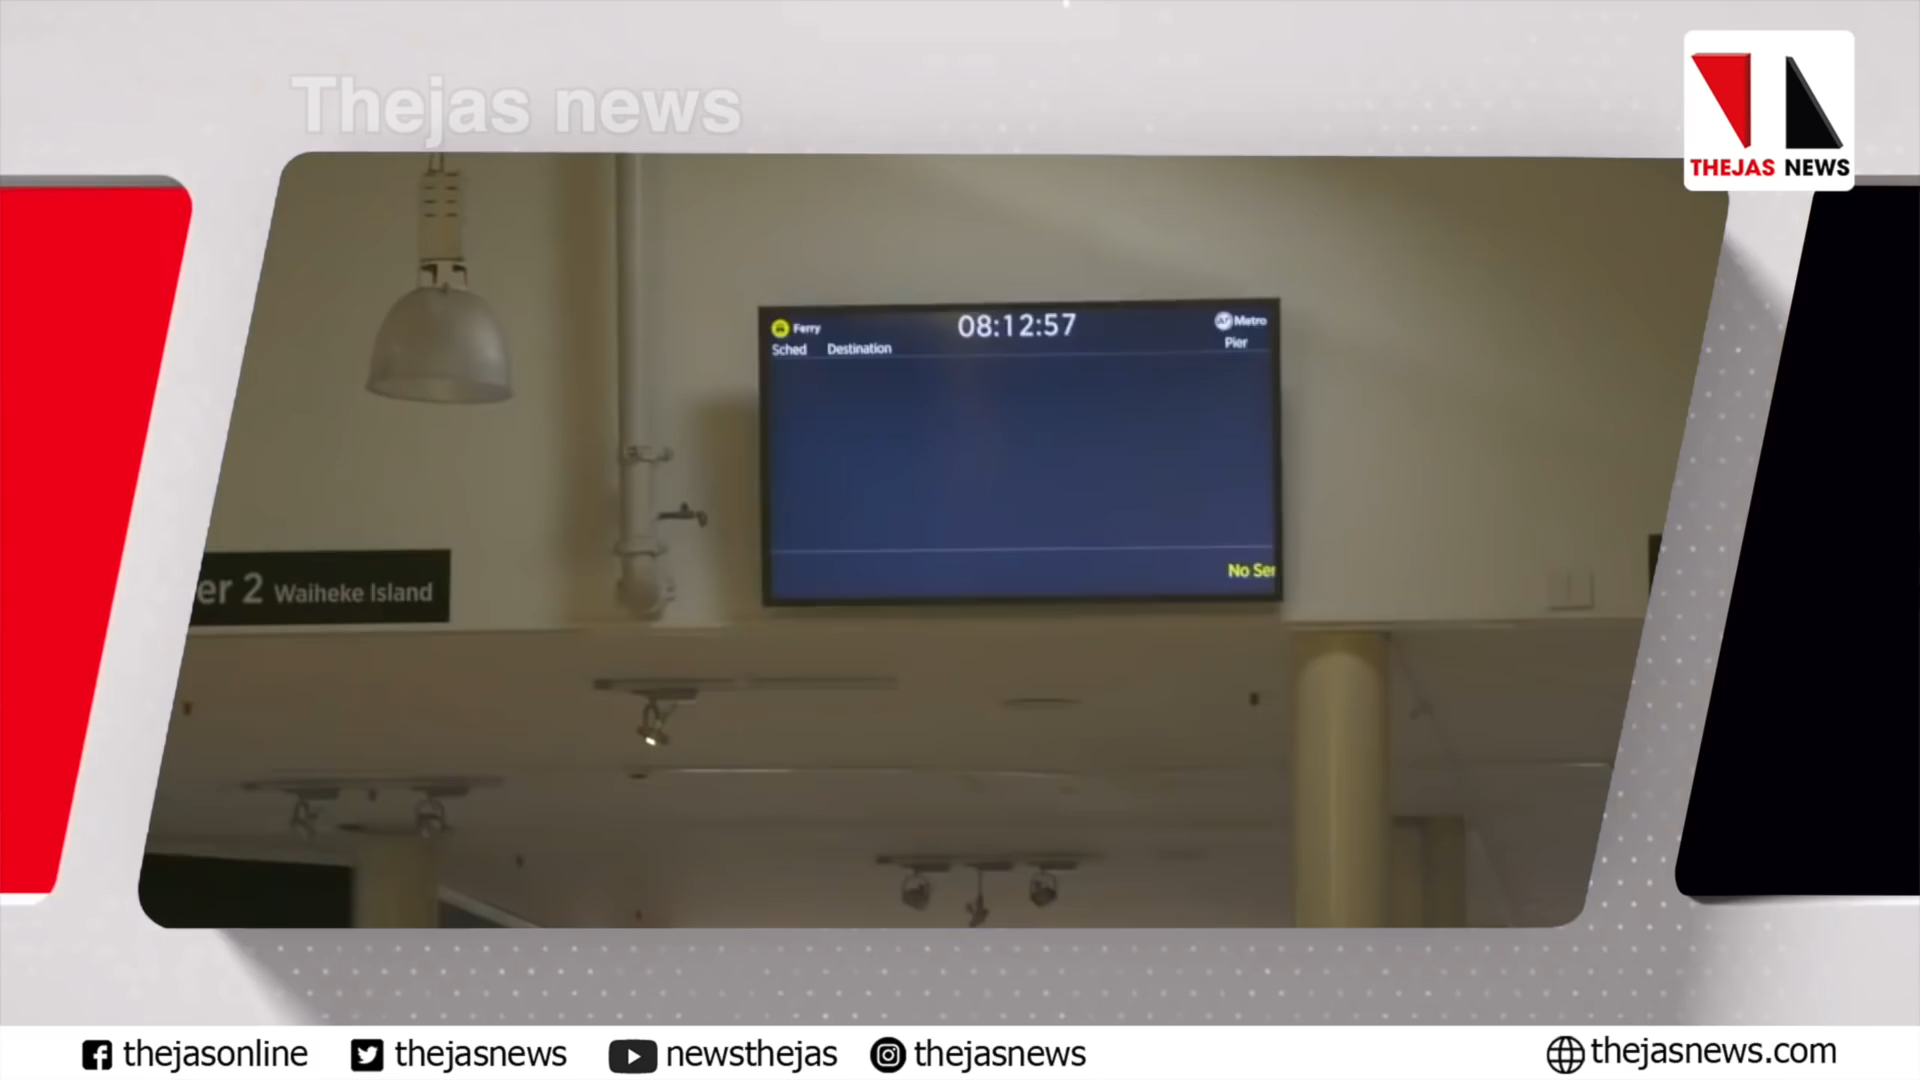 Thejas news
THEJAS NEWS
Ferry
08:12:57
Metro
Sched Destination
Pier
No Ser
er 2 Waiheke Island
thejasonline
thejasnews
newsthejas
thejasnews
thejasnews.com